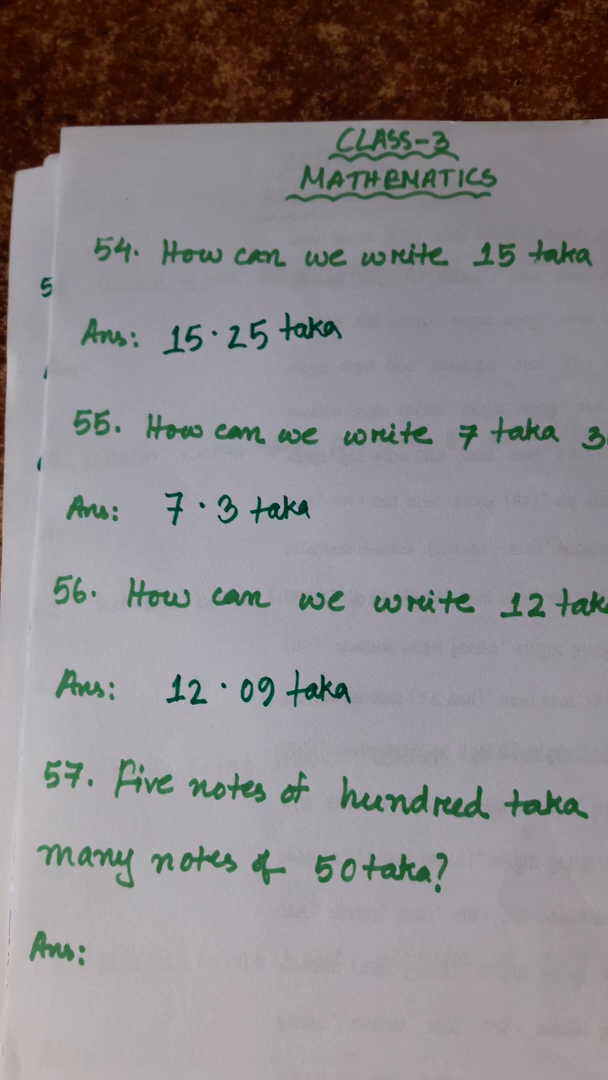 CLASS-3
MATHEMATICS
54. How can we write 15 taka
5
Ans: 15.25 taka
55. How can we write 7 taka 3
Ans: 7.3 taka
56. How can we write 12 tak
Ans: 12.09 taka
57. Five notes of hundred taka
many notes of 50 taka?
Ans: